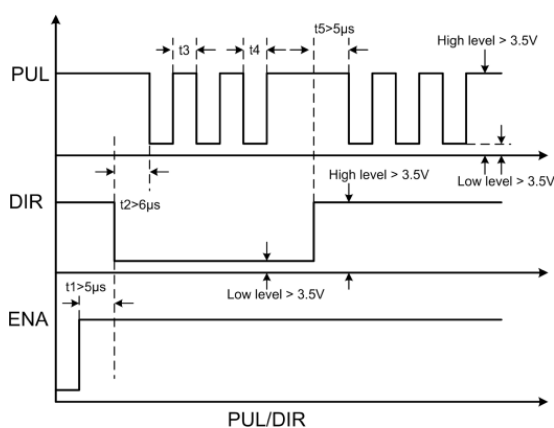 t5>5µs
t3
t4
High level > 3.5V
PUL
Low level > 3.5V
High level > 3.5V
DIR
t2>6µs
t1>5µs
Low level > 3.5V
ENA
PUL/DIR